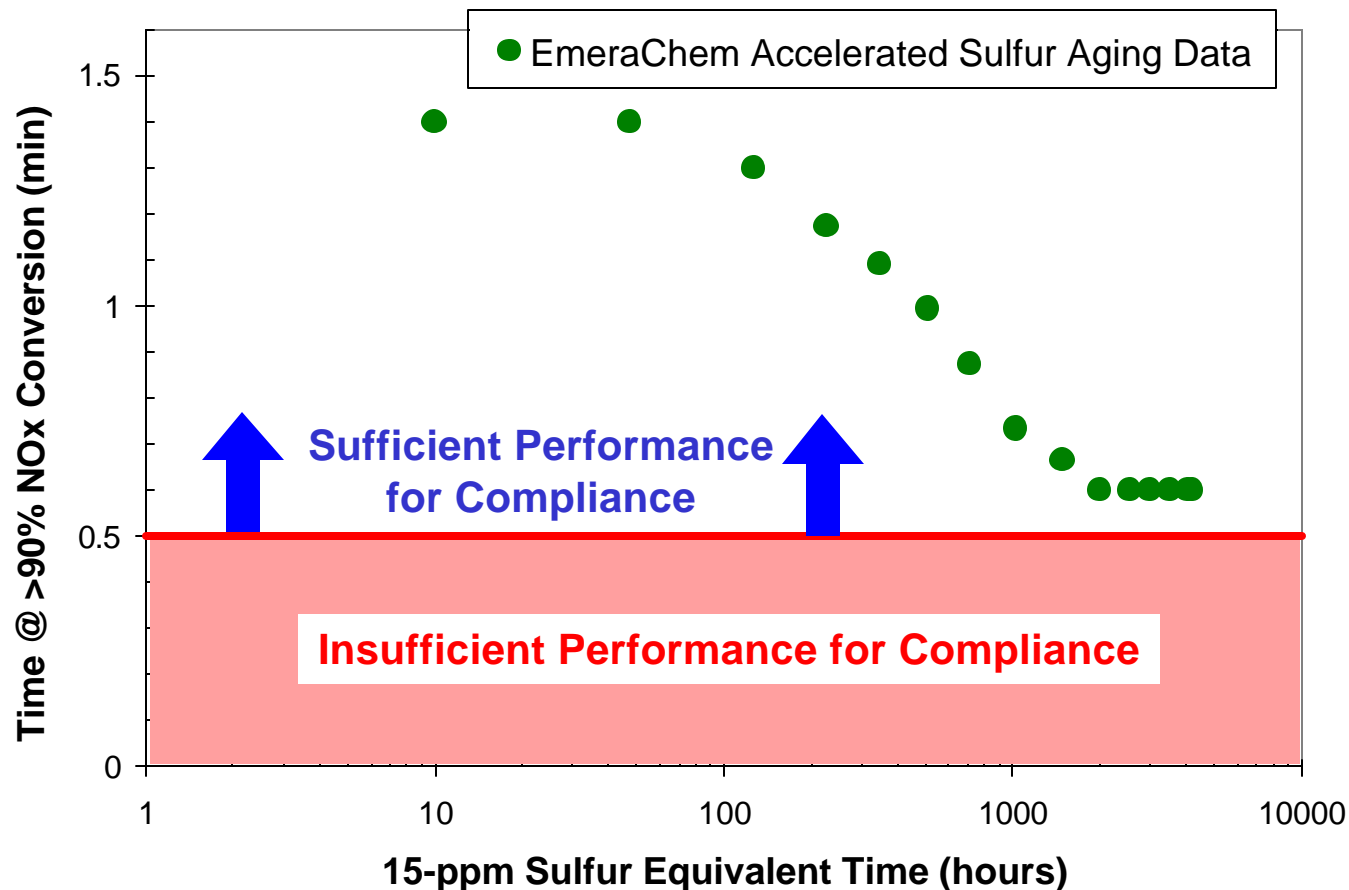 EmeraChem Accelerated Sulfur Aging Data
1.5
1
0.5
0
Time @ >90% NOx Conversion (min)
Sufficient Performance
for Compliance
Insufficient Performance for Compliance
1 10 100 1000 10000
15-ppm Sulfur Equivalent Time (hours)